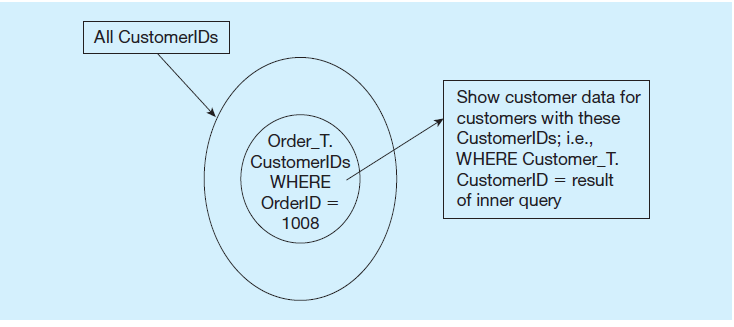 All CustomerIDs
Order_T.
CustomerIDs
WHERE
OrderID =
1008
Show customer data for
customers with these
CustomerIDs; i.e.,
WHERE Customer_T.
CustomerID = result
of inner query